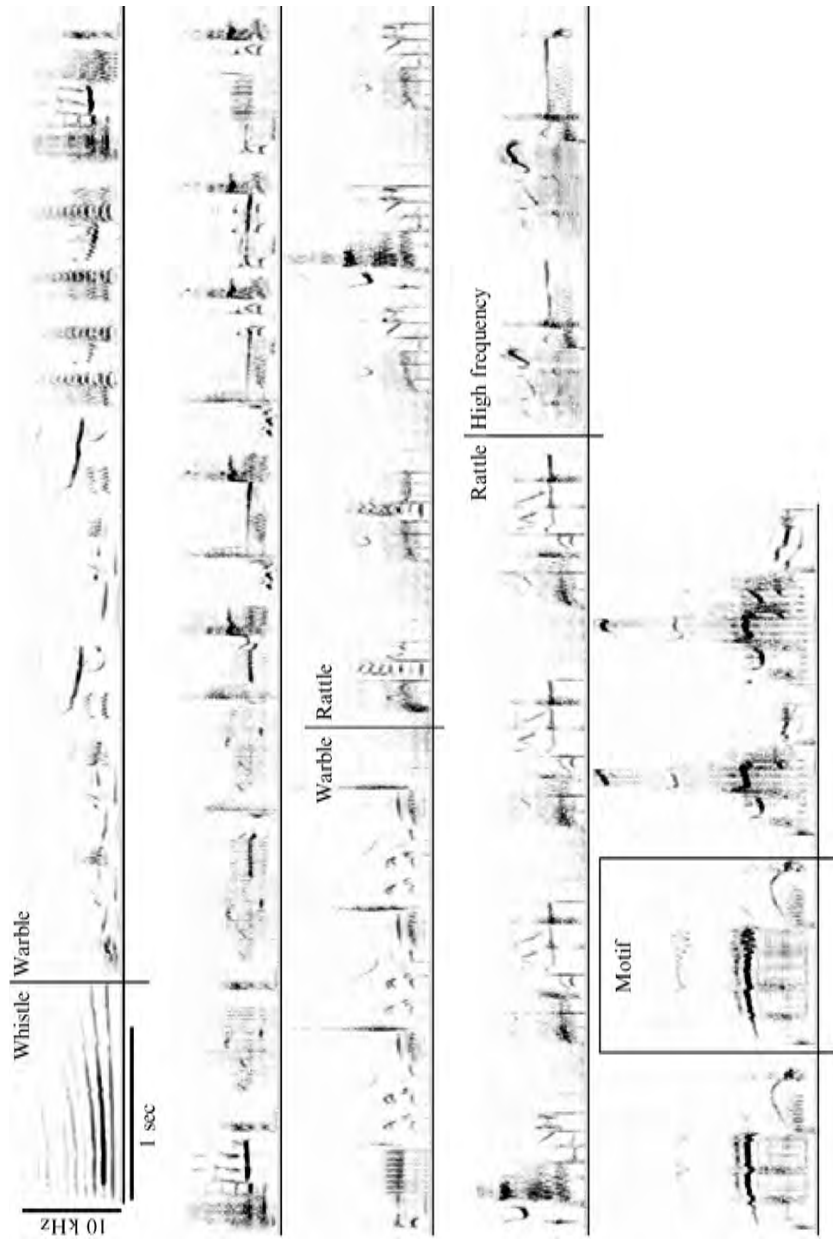 Whistle
Warble
10 kHz
1 sec
Warble
Rattle
Rattle
High frequency
Motif